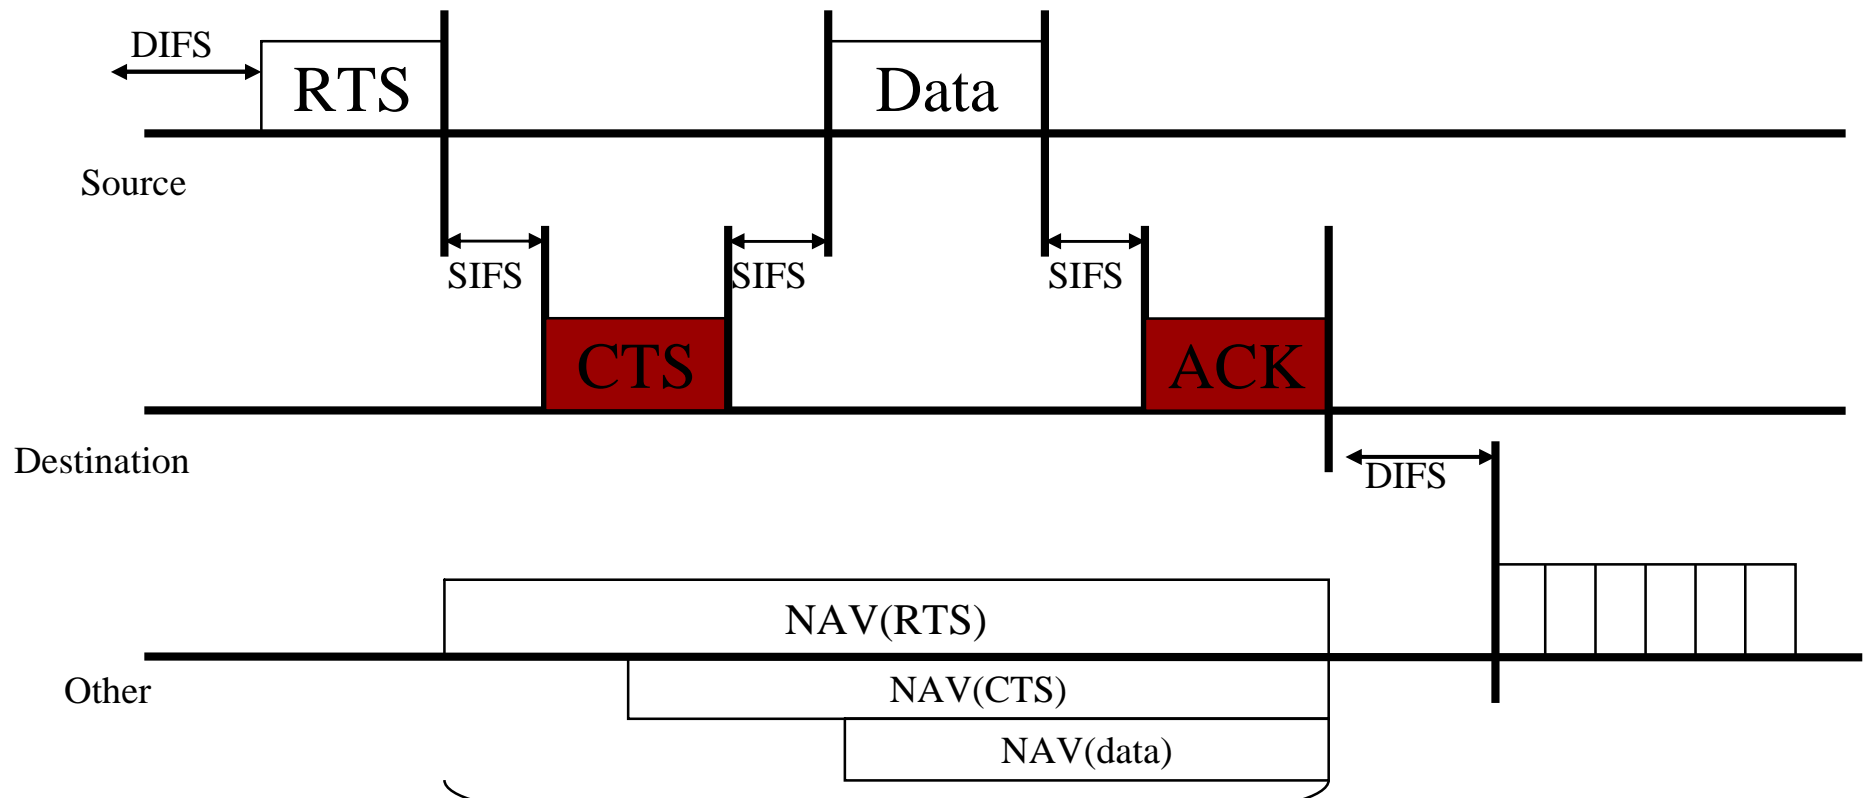 DIFS
RTS
Data
Source
SIFS
SIFS
SIFS
CTS
ACK
Destination
DIFS
NAV(RTS)
Other
NAV(CTS)
NAV(data)